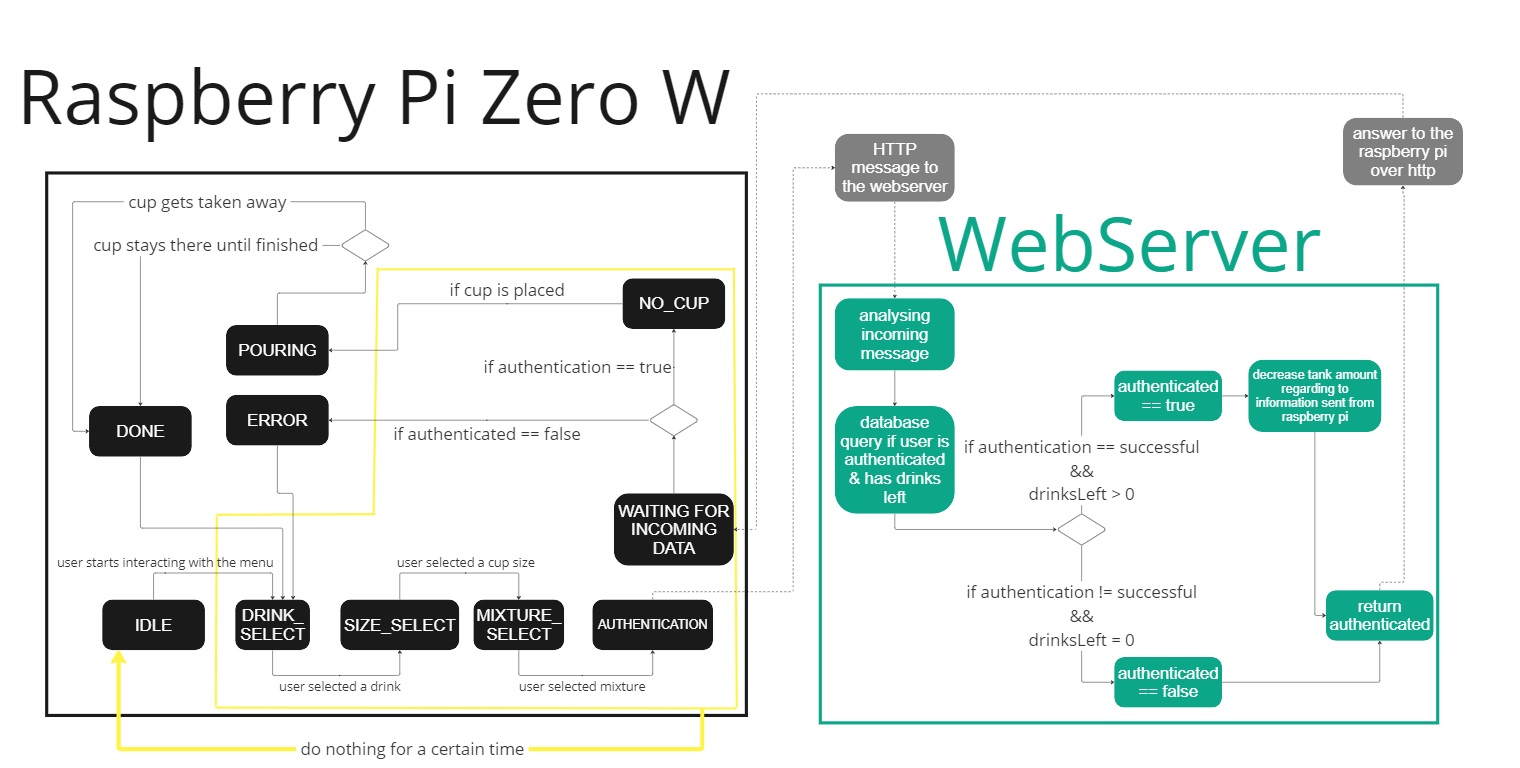 Raspberry Pi Zero W
cup gets taken away
cup stays there until finished
if cup is placed
NO_CUP
POURING
if authentication == true
ERROR
if authenticated == false
DONE
WAITING FOR
INCOMING
DATA
user starts interacting with the menu
user selected a cup size
IDLE
DRINK_
SELECT
SIZE_SELECT
MIXTURE_
SELECT
AUTHENTICATION
user selected a drink
user selected mixture
do nothing for a certain time
HTTP
message to
the webserver
answer to the
raspberry pi
over http
WebServer
analysing
incoming
message
database
query if user is
authenticated
& has drinks
left
if authentication == successful
&&
drinksLeft > 0
authenticated
== true
decrease tank amount
regarding to
information sent from
raspberry pi
if authentication != successful
&&
drinksLeft = 0
authenticated
== false
return
authenticated